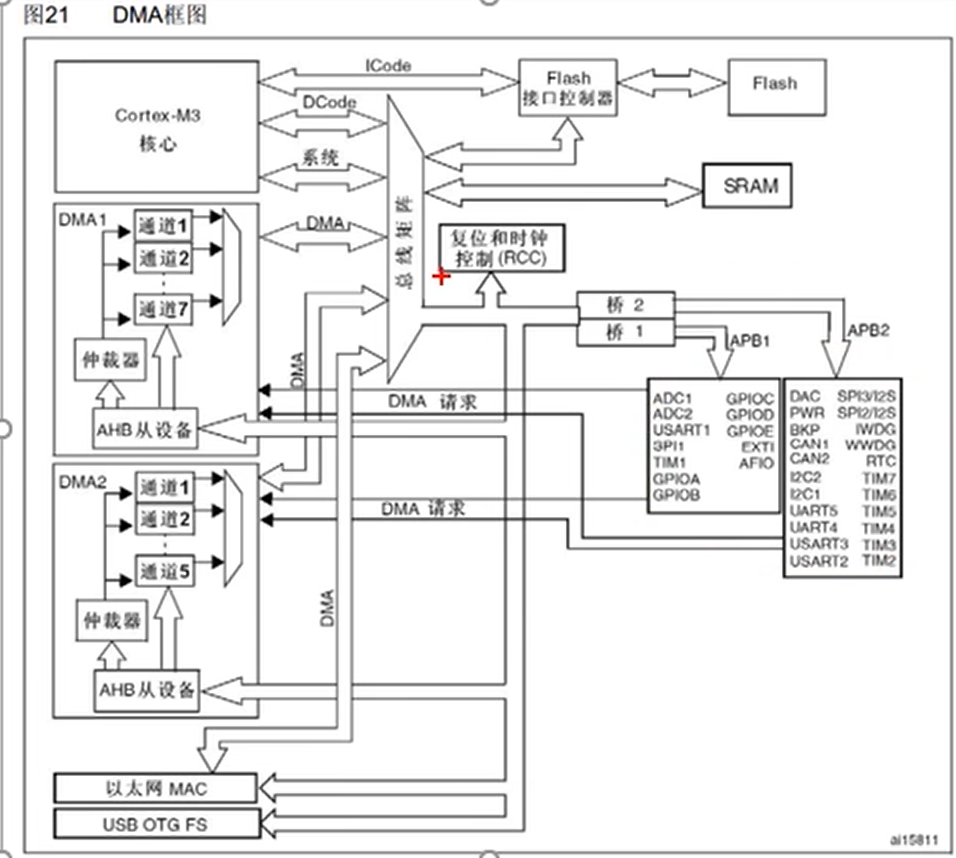 图21 DMA框图
Cortex-M3
核心
ICode
DCode
系统
DMA
Flash
接口控制器
Flash
SRAM
总线矩阵
复位和时钟
控制(RCC)
DMA1
通道1
通道2
通道7
仲裁器
AHB从设备
DMA
桥 2
桥 1
APB1
APB2
DMA 请求
ADC1 GPIOC
ADC2 GPIOD
USART1 GPIOE
SPI1 EXTI
TIM1 AFIO
GPIOA
GPIOB
DAC SPI3/I2S
PWR SPI2/I2S
BKP IWDG
CAN1 WWDG
CAN2 RTC
I2C2 TIM7
I2C1 TIM6
UART5 TIM5
UART4 TIM4
USART3 TIM3
USART2 TIM2
DMA2
通道1
通道2
通道5
仲裁器
AHB从设备
DMA 请求
DMA
以太网 MAC
USB OTG FS
ai15811